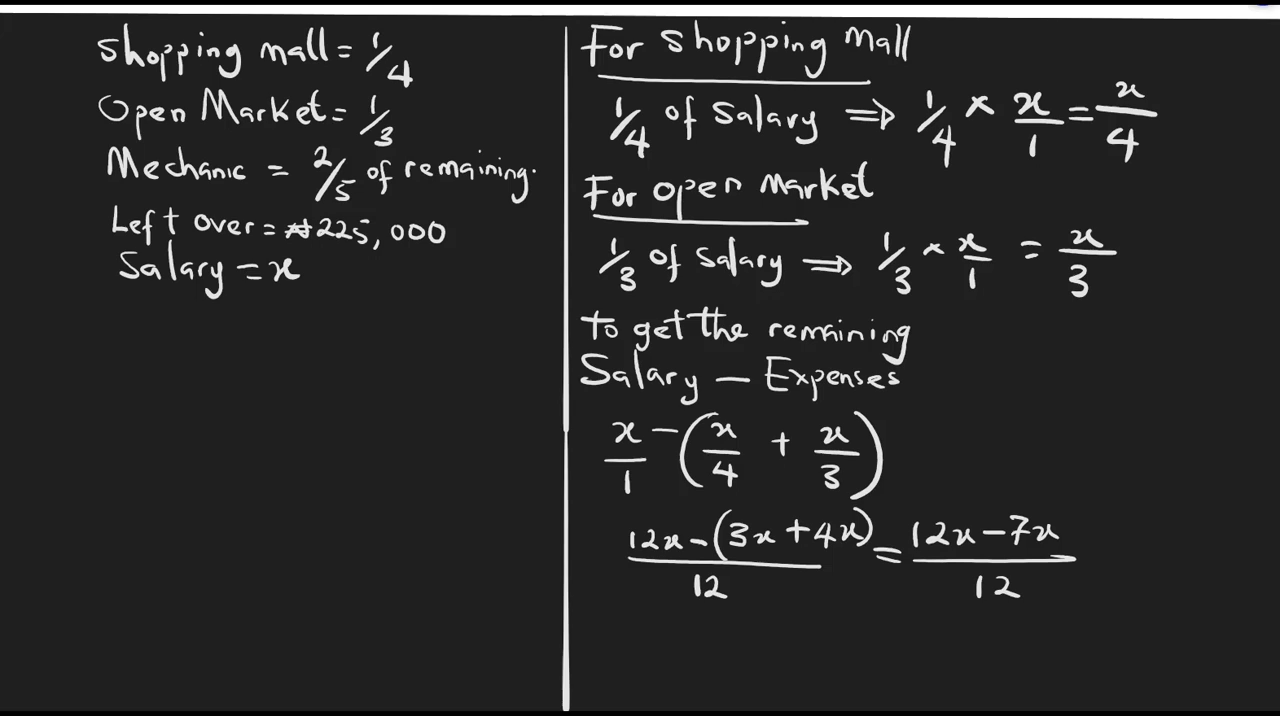 Shopping mall = 1/4
Open Market = 1/3
Mechanic = 2/5 of remaining.
Left over = ₦225,000
Salary = x
For Shopping Mall
1/4 of Salary ⇒ 1/4 × x/1 = x/4
For open market
1/3 of Salary ⇒ 1/3 × x/1 = x/3
To get the remaining
Salary – Expenses
x/1 – (x/4 + x/3)
12x – (3x + 4x)/12 = 12x – 7x/12